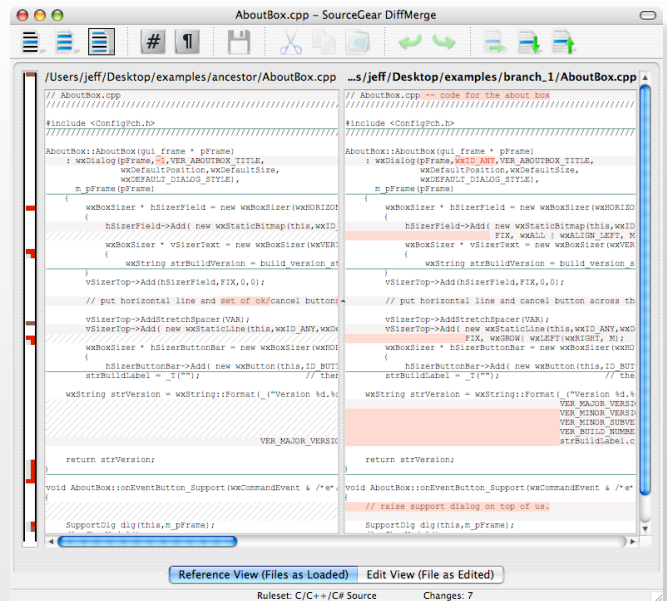 AboutBox.cpp – SourceGear DiffMerge
# ¶
/Users/jeff/Desktop/examples/ancestor/AboutBox.cpp
// AboutBox.cpp
#include <ConfigPch.h>
AboutBox::AboutBox(gui_frame * pFrame)
: wxDialog(pFrame,-1,VER_ABOUTBOX_TITLE,
wxDefaultPosition,wxDefaultSize,
wxDEFAULT_DIALOG_STYLE),
m_pFrame(pFrame)
{
wxBoxSizer * hSizerField = new wxBoxSizer(wxHORIZON
{
hSizerField->Add( new wxStaticBitmap(this,wxID_
wxBoxSizer * vSizerText = new wxBoxSizer(wxVER
{
wxString strBuildVersion = build_version_st
}
vSizerTop->Add(hSizerField,FIX,0,0);
// put horizontal line and set of ok/cancel buttons
vSizerTop->AddStretchSpacer(VAR);
vSizerTop->Add( new wxStaticLine(this,wxID_ANY,wxDe
wxBoxSizer * hSizerButtonBar = new wxBoxSizer(wxHOR
{
hSizerButtonBar->Add( new wxButton(this,ID_BUTT
strBuildLabel = _T(""); // then
wxString strVersion = wxString::Format(_("Version %d.%d
VER_MAJOR_VERSIO
return strVersion;
}
void AboutBox::onEventButton_Support(wxCommandEvent & /*e*/
{
SupportDlg dlg(this,m_pFrame);
...s/jeff/Desktop/examples/branch_1/AboutBox.cpp
// AboutBox.cpp -- code for the about box
#include <ConfigPch.h>
AboutBox::AboutBox(gui_frame * pFrame)
: wxDialog(pFrame,wxID_ANY,VER_ABOUTBOX_TITLE,
wxDefaultPosition,wxDefaultSize,
wxDEFAULT_DIALOG_STYLE),
m_pFrame(pFrame)
{
wxBoxSizer * hSizerField = new wxBoxSizer(wxHORIZO
{
hSizerField->Add( new wxStaticBitmap(this,wxID
FIX, wxALL | wxALIGN_LEFT, M
wxBoxSizer * vSizerText = new wxBoxSizer(wxVER
{
wxString strBuildVersion = build_version_s
}
vSizerTop->Add(hSizerField,FIX,0,0);
// put horizontal line and cancel button across th
vSizerTop->AddStretchSpacer(VAR);
vSizerTop->Add( new wxStaticLine(this,wxID_ANY,wxD
FIX, wxGROW| wxLEFT|wxRIGHT, M);
wxBoxSizer * hSizerButtonBar = new wxBoxSizer(wxHO
{
hSizerButtonBar->Add( new wxButton(this,ID_BUT
strBuildLabel = _T(""); // the
wxString strVersion = wxString::Format(_("Version %d.%
VER_MAJOR_VERSI
VER_MINOR_VERSI
VER_MINOR_SUBVE
VER_BUILD_NUMBE
strBuildLabel.c
return strVersion;
}
void AboutBox::onEventButton_Support(wxCommandEvent & /*e*
{
// raise support dialog on top of us.
SupportDlg dlg(this,m_pFrame);
Reference View (Files as Loaded) Edit View (File as Edited)
Ruleset: C/C++/C# Source Changes: 7